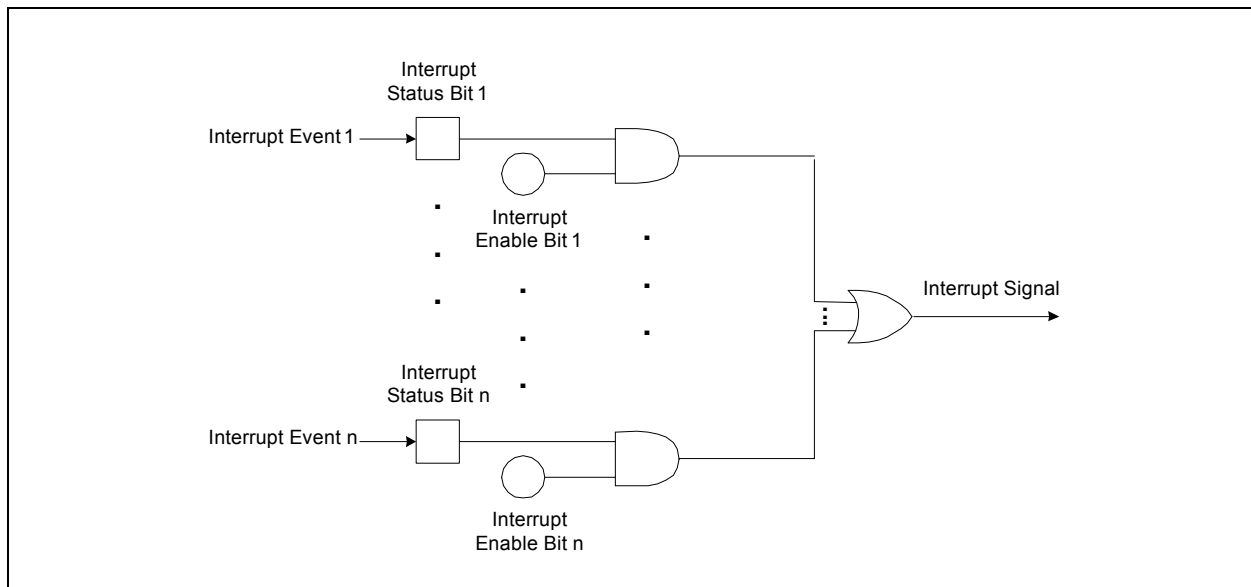 Interrupt
Status Bit 1
Interrupt Event 1
Interrupt
Enable Bit 1
Interrupt Signal
Interrupt
Status Bit n
Interrupt Event n
Interrupt
Enable Bit n